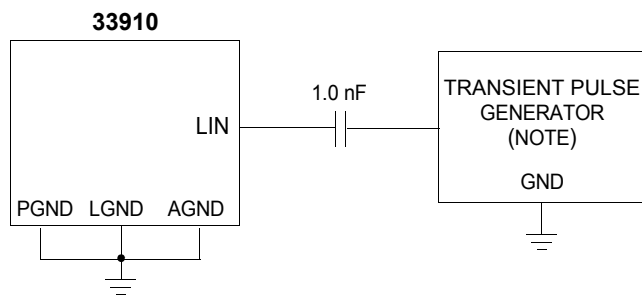 33910
LIN
PGND LGND AGND
1.0 nF
TRANSIENT PULSE
GENERATOR
(NOTE)
GND